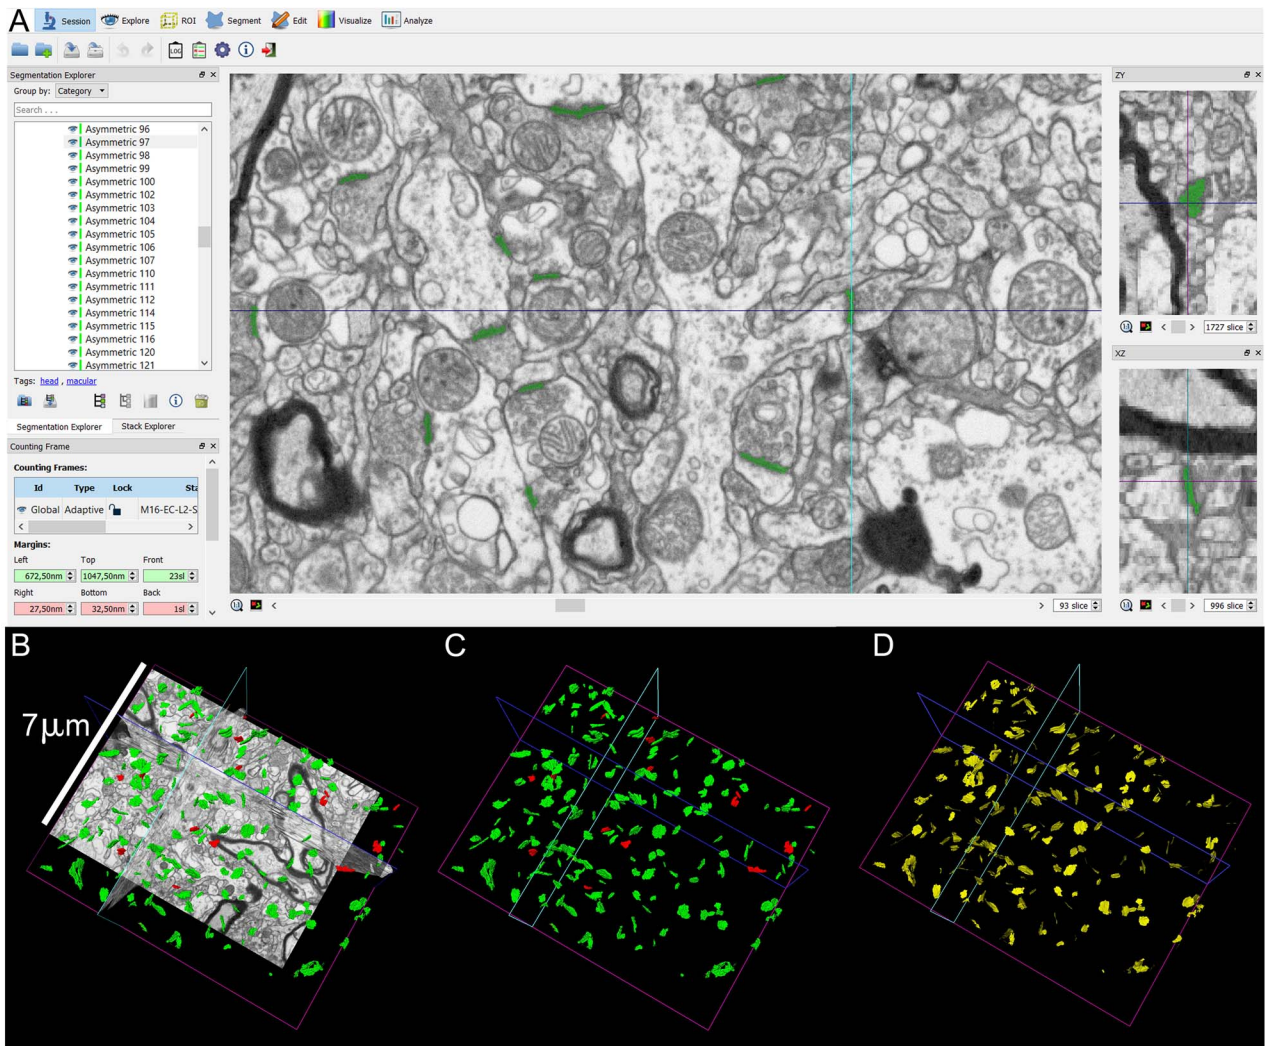 A Session Explore ROI Segment Edit Visualize Analyze
LOG
Segmentation Explorer
Group by: Category
Search . . .
Asymmetric 96
Asymmetric 97
Asymmetric 98
Asymmetric 99
Asymmetric 100
Asymmetric 102
Asymmetric 103
Asymmetric 104
Asymmetric 105
Asymmetric 106
Asymmetric 107
Asymmetric 110
Asymmetric 111
Asymmetric 112
Asymmetric 114
Asymmetric 115
Asymmetric 116
Asymmetric 120
Asymmetric 121
Tags: head , macular
Segmentation Explorer Stack Explorer
Counting Frame
Counting Frames:
Id Type Lock Sta
Global Adaptive M16-EC-L2-S
Margins:
Left Top Front
672,50nm 1047,50nm 23sl
Right Bottom Back
27,50nm 32,50nm 1sl
93 slice
ZY
1727 slice
XZ
996 slice
B C D
7µm